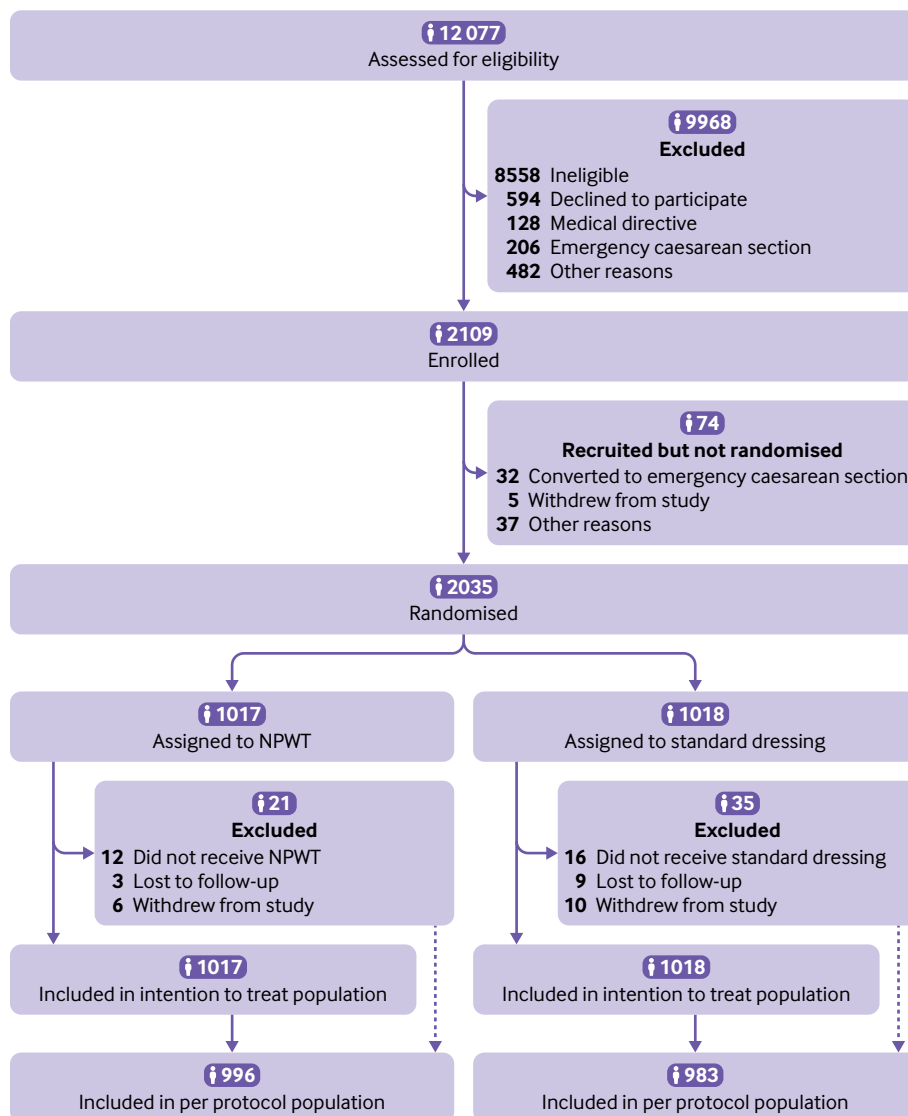 12 077
Assessed for eligibility
9968
Excluded
8558 Ineligible
594 Declined to participate
128 Medical directive
206 Emergency caesarean section
482 Other reasons
2109
Enrolled
74
Recruited but not randomised
32 Converted to emergency caesarean section
5 Withdrew from study
37 Other reasons
2035
Randomised
1017
Assigned to NPWT
1018
Assigned to standard dressing
21
Excluded
12 Did not receive NPWT
3 Lost to follow-up
6 Withdrew from study
35
Excluded
16 Did not receive standard dressing
9 Lost to follow-up
10 Withdrew from study
1017
Included in intention to treat population
1018
Included in intention to treat population
996
Included in per protocol population
983
Included in per protocol population